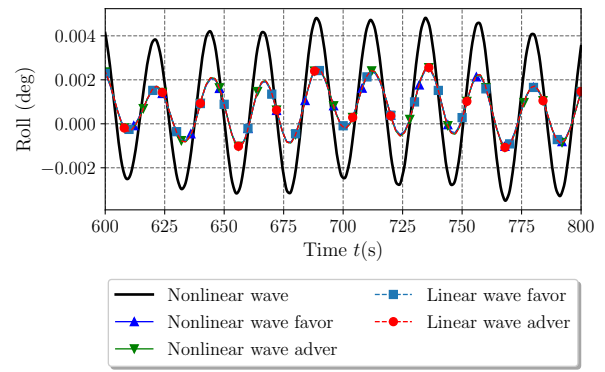 0.004
0.002
0.000
−0.002
Roll (deg)
600 625 650 675 700 725 750 775 800
Time t(s)
Nonlinear wave
Nonlinear wave favor
Nonlinear wave adver
Linear wave favor
Linear wave adver